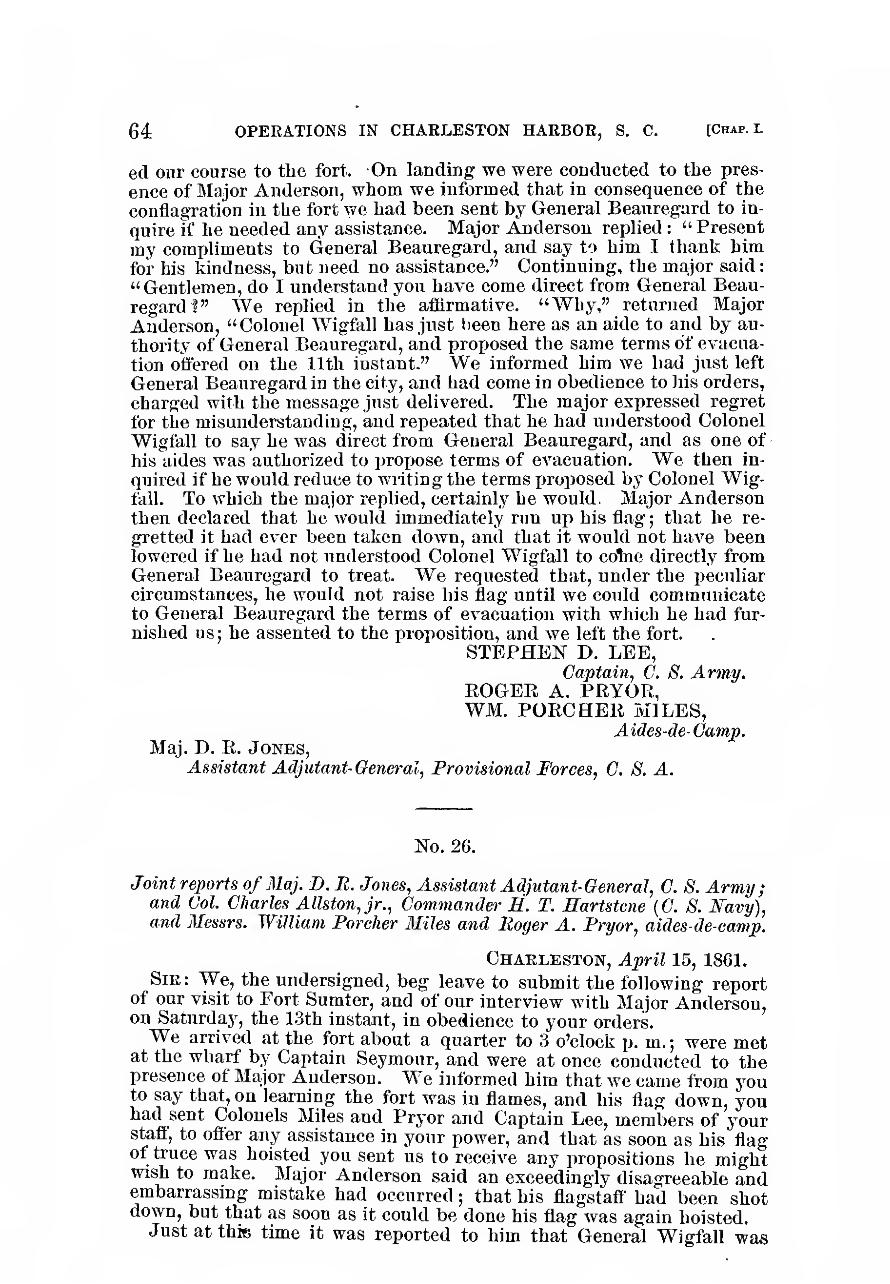 64 OPERATIONS IN CHARLESTON HARBOR, S. C. [CHAP. I.
ed our course to the fort. On landing we were conducted to the pres-
ence of Major Anderson, whom we informed that in consequence of the
conflagration in the fort we had been sent by General Beauregard to in-
quire if he needed any assistance. Major Anderson replied: "Present
my compliments to General Beauregard, and say to him I thank him
for his kindness, but need no assistance." Continuing, the major said:
"Gentlemen, do I understand you have come direct from General Beau-
regard?" We replied in the affirmative. "Why," returned Major
Anderson, "Colonel Wigfall has just been here as an aide to and by au-
thority of General Beauregard, and proposed the same terms of evacua-
tion offered on the 11th instant." We informed him we had just left
General Beauregard in the city, and had come in obedience to his orders,
charged with the message just delivered. The major expressed regret
for the misunderstanding, and repeated that he had understood Colonel
Wigfall to say he was direct from General Beauregard, and as one of
his aides was authorized to propose terms of evacuation. We then in-
quired if he would reduce to writing the terms proposed by Colonel Wig-
fall. To which the major replied, certainly he would. Major Anderson
then declared that he would immediately run up his flag; that he re-
gretted it had ever been taken down, and that it would not have been
lowered if he had not understood Colonel Wigfall to come directly from
General Beauregard to treat. We requested that, under the peculiar
circumstances, he would not raise his flag until we could communicate
to General Beauregard the terms of evacuation with which he had fur-
nished us; he assented to the proposition, and we left the fort.
STEPHEN D. LEE,
Captain, C. S. Army.
ROGER A. PRYOR,
WM. PORCHER MILES,
Aides-de-Camp.
Maj. D. R. JONES,
Assistant Adjutant-General, Provisional Forces, C. S. A.
No. 26.
Joint reports of Maj. D. R. Jones, Assistant Adjutant-General, C. S. Army;
and Col. Charles Allston, jr., Commander H. T. Hartstene (C. S. Navy),
and Messrs. William Porcher Miles and Roger A. Pryor, aides-de-camp.
CHARLESTON, April 15, 1861.
SIR: We, the undersigned, beg leave to submit the following report
of our visit to Fort Sumter, and of our interview with Major Anderson,
on Saturday, the 13th instant, in obedience to your orders.
We arrived at the fort about a quarter to 3 o'clock p. m.; were met
at the wharf by Captain Seymour, and were at once conducted to the
presence of Major Anderson. We informed him that we came from you
to say that, on learning the fort was in flames, and his flag down, you
had sent Colonels Miles and Pryor and Captain Lee, members of your
staff, to offer any assistance in your power, and that as soon as his flag
of truce was hoisted you sent us to receive any propositions he might
wish to make. Major Anderson said an exceedingly disagreeable and
embarrassing mistake had occurred; that his flagstaff had been shot
down, but that as soon as it could be done his flag was again hoisted.
Just at this time it was reported to him that General Wigfall was